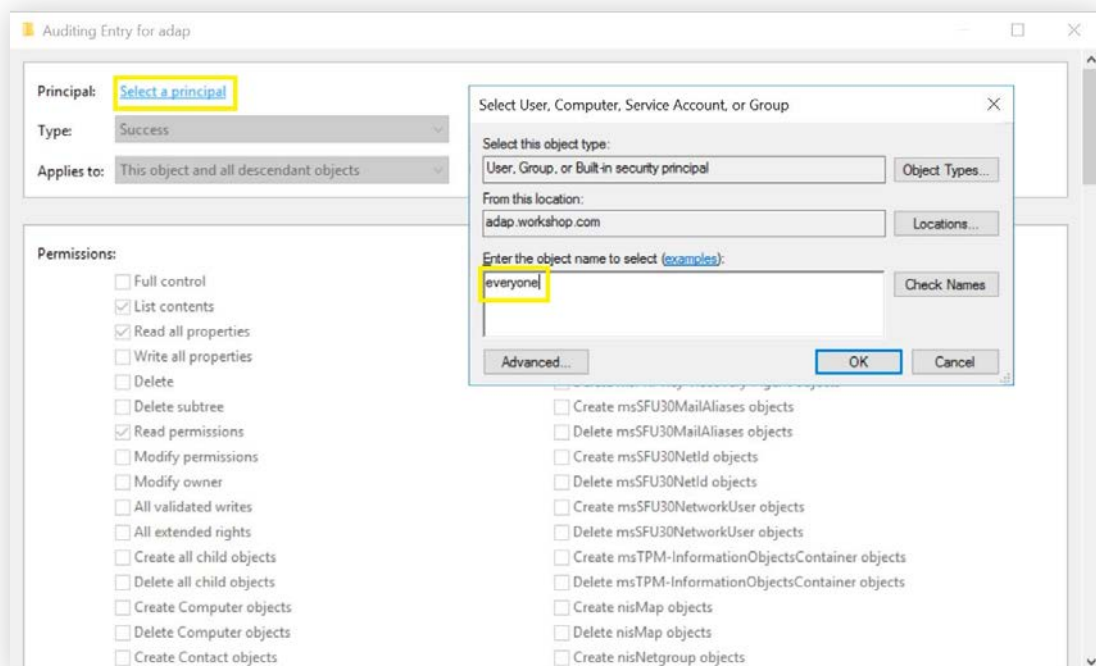 Auditing Entry for adap
Principal: Select a principal
Type: Success
Applies to: This object and all descendant objects
Select User, Computer, Service Account, or Group
Select this object type:
User, Group, or Built-in security principal
Object Types...
From this location:
adap.workshop.com
Locations...
Enter the object name to select (examples):
everyone
Check Names
Advanced...
OK
Cancel
Permissions:
Full control
List contents
Read all properties
Write all properties
Delete
Delete subtree
Read permissions
Modify permissions
Modify owner
All validated writes
All extended rights
Create all child objects
Delete all child objects
Create Computer objects
Delete Computer objects
Create Contact objects
Create msSFU30MailAliases objects
Delete msSFU30MailAliases objects
Create msSFU30NetId objects
Delete msSFU30NetId objects
Create msSFU30NetworkUser objects
Delete msSFU30NetworkUser objects
Create msTPM-InformationObjectsContainer objects
Delete msTPM-InformationObjectsContainer objects
Create nisMap objects
Delete nisMap objects
Create nisNetgroup objects